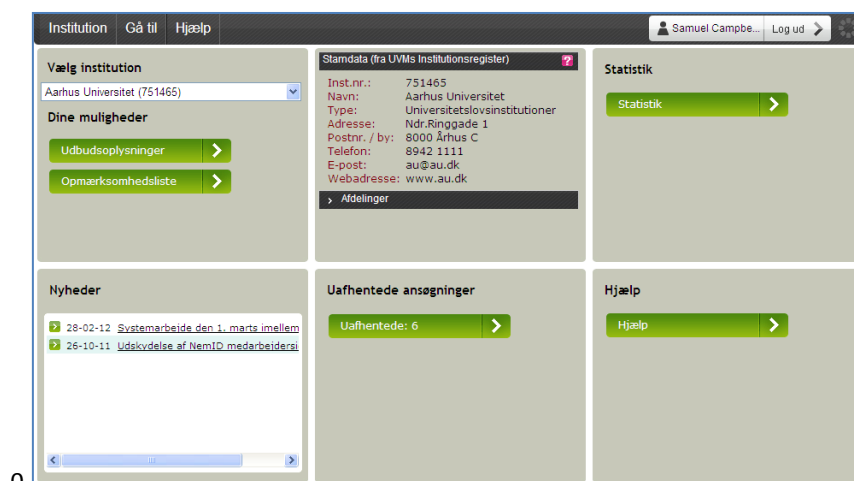 Institution Gå til Hjælp
Samuel Campbe... Log ud
Vælg institution
Aarhus Universitet (751465)
Dine muligheder
Udbudsoplysninger
Opmærksomhedsliste
Stamdata (fra UVMs Institutionsregister) ?
Inst.nr.: 751465
Navn: Aarhus Universitet
Type: Universitetslovsinstitutioner
Adresse: Ndr.Ringgade 1
Postnr. / by: 8000 Århus C
Telefon: 8942 1111
E-post: au@au.dk
Webadresse: www.au.dk
Afdelinger
Statistik
Statistik
Nyheder
28-02-12 Systemarbejde den 1. marts imellem
26-10-11 Udskydelse af NemID medarbejdersi
Uafhentede ansøgninger
Uafhentede: 6
Hjælp
Hjælp